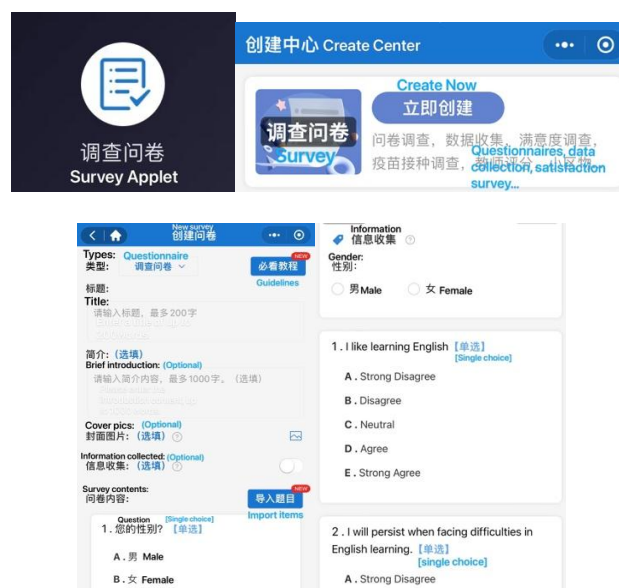 调查问卷
Survey Applet
创建中心 Create Center
Create Now
立即创建
调查问卷
Survey
问卷调查，数据收集，满意度调查，
疫苗接种调查，
Questionnaires, data
collection, satisfaction
survey...
New survey
创建问卷
Types: Questionnaire
类型: 调查问卷
NEW
必看教程
Guidelines
标题:
Title:
请输入标题，最多200字
简介:（选填）
Brief introduction: (Optional)
请输入简介内容，最多1000字。（选填）
Cover pics: (Optional)
封面图片:（选填）
Information collected: (Optional)
信息收集:（选填）
Survey contents:
问卷内容:
NEW
导入题目
Import items
Question [Single choice]
1. 您的性别? 【单选】
A. 男 Male
B. 女 Female
Information
信息收集
Gender:
性别:
男 Male
女 Female
1. I like learning English【单选】
[Single choice]
A. Strong Disagree
B. Disagree
C. Neutral
D. Agree
E. Strong Agree
2. I will persist when facing difficulties in
English learning.【单选】
[single choice]
A. Strong Disagree